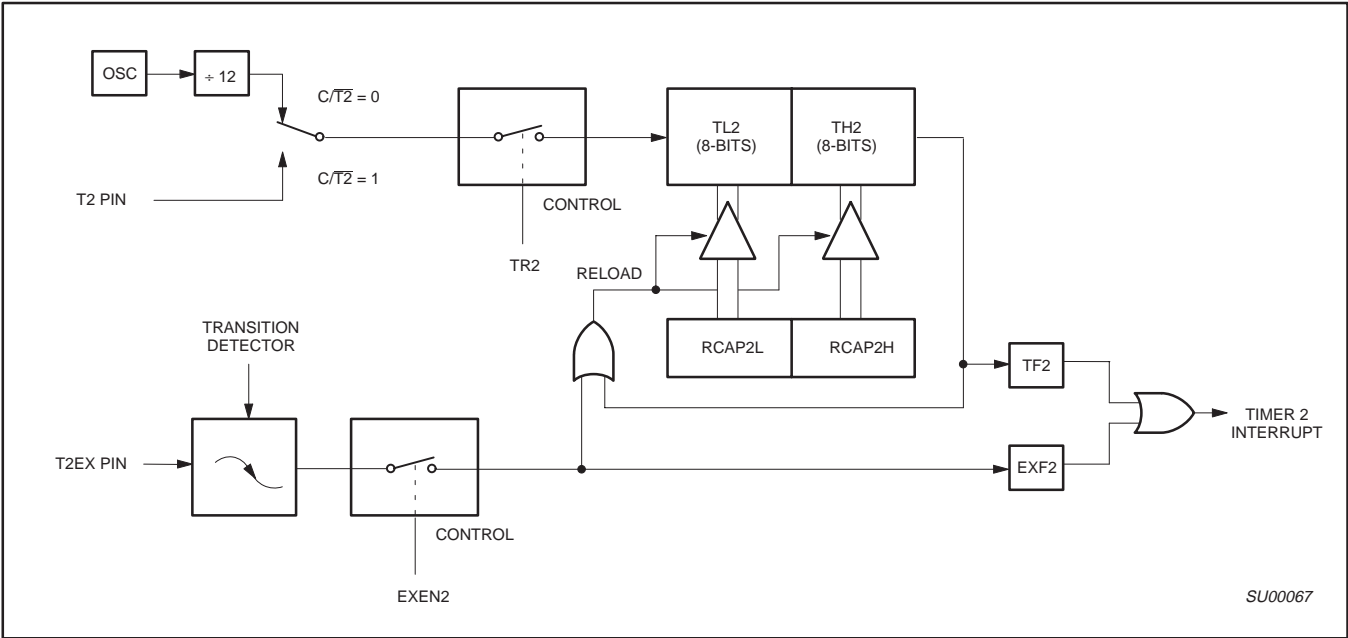 OSC
÷ 12
C/T2̅ = 0
C/T2̅ = 1
T2 PIN
CONTROL
TR2
TL2
(8-BITS)
TH2
(8-BITS)
RELOAD
RCAP2L
RCAP2H
TRANSITION
DETECTOR
T2EX PIN
CONTROL
EXEN2
TF2
EXF2
TIMER 2
INTERRUPT
SU00067